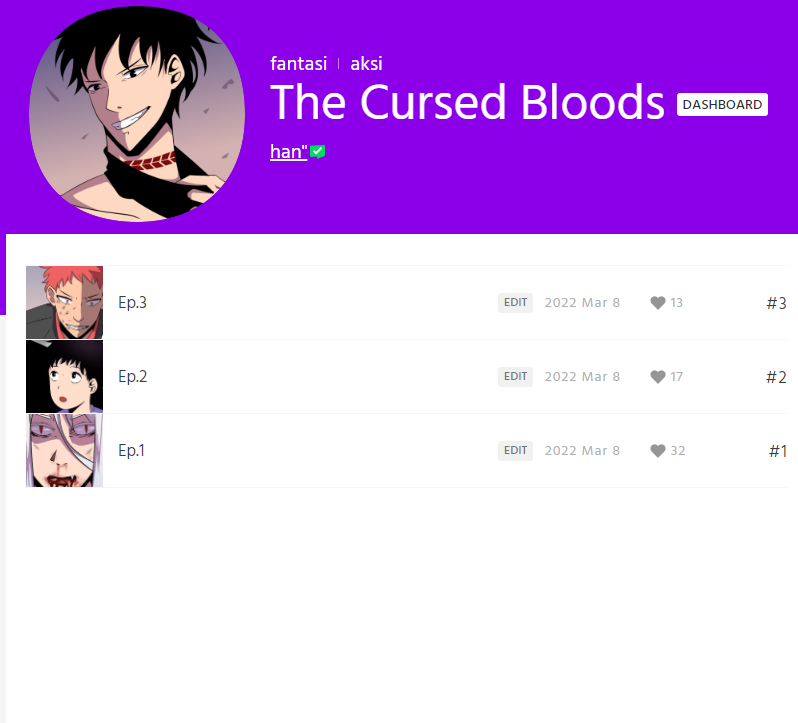 fantasi | aksi
The Cursed Bloods DASHBOARD
han"
Ep.3 EDIT 2022 Mar 8 13 #3
Ep.2 EDIT 2022 Mar 8 17 #2
Ep.1 EDIT 2022 Mar 8 32 #1